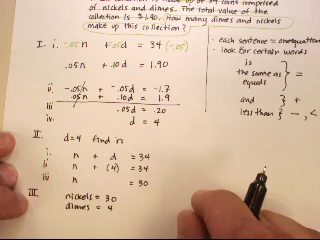 of nickels and dimes. The total value of the
collection is $1.90. How many dimes and nickels
make up this collection?
I. i. -.05n + -.05d = 34 (-.05)
.05n + .10d = 1.90
ii. -.05n + -.05d = -1.7
.05n + .10d = 1.9
iii .05d = .20
iv. d = 4
II. d=4 find n
i. n + d = 34
ii n + (4) = 34
iii n = 30
III. nickels = 30
dimes = 4
• each sentence = one equation
• look for certain words
is
the same as } =
equals
and } +
less than } -, <